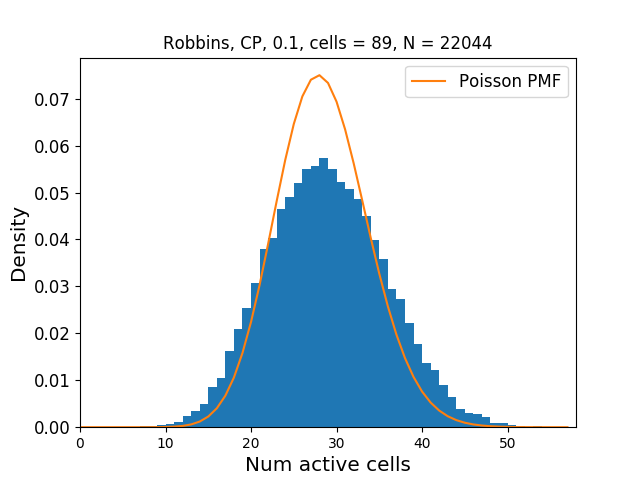 Robbins, CP, 0.1, cells = 89, N = 22044
Poisson PMF
0.07
0.06
0.05
0.04
0.03
0.02
0.01
0.00
Density
0 10 20 30 40 50
Num active cells